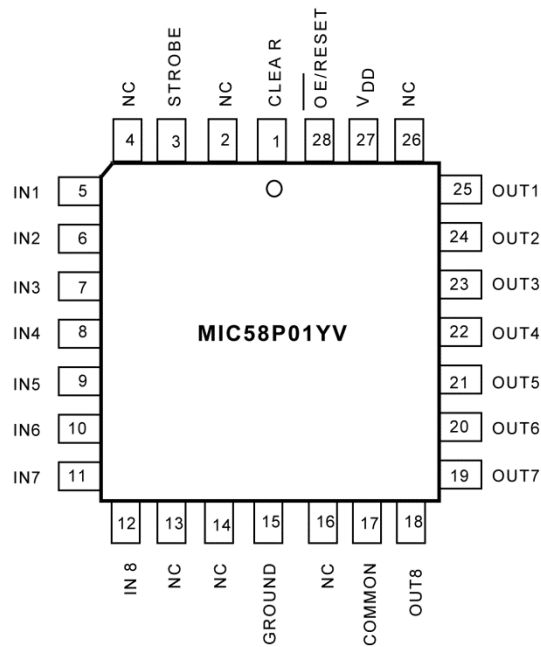 NC
STROBE
NC
CLEAR
OE/RESET
VDD
NC
4
3
2
1
28
27
26
IN1
5
25
OUT1
IN2
6
24
OUT2
IN3
7
23
OUT3
IN4
8
MIC58P01YV
22
OUT4
IN5
9
21
OUT5
IN6
10
20
OUT6
IN7
11
19
OUT7
12
13
14
15
16
17
18
IN 8
NC
NC
GROUND
NC
COMMON
OUT8